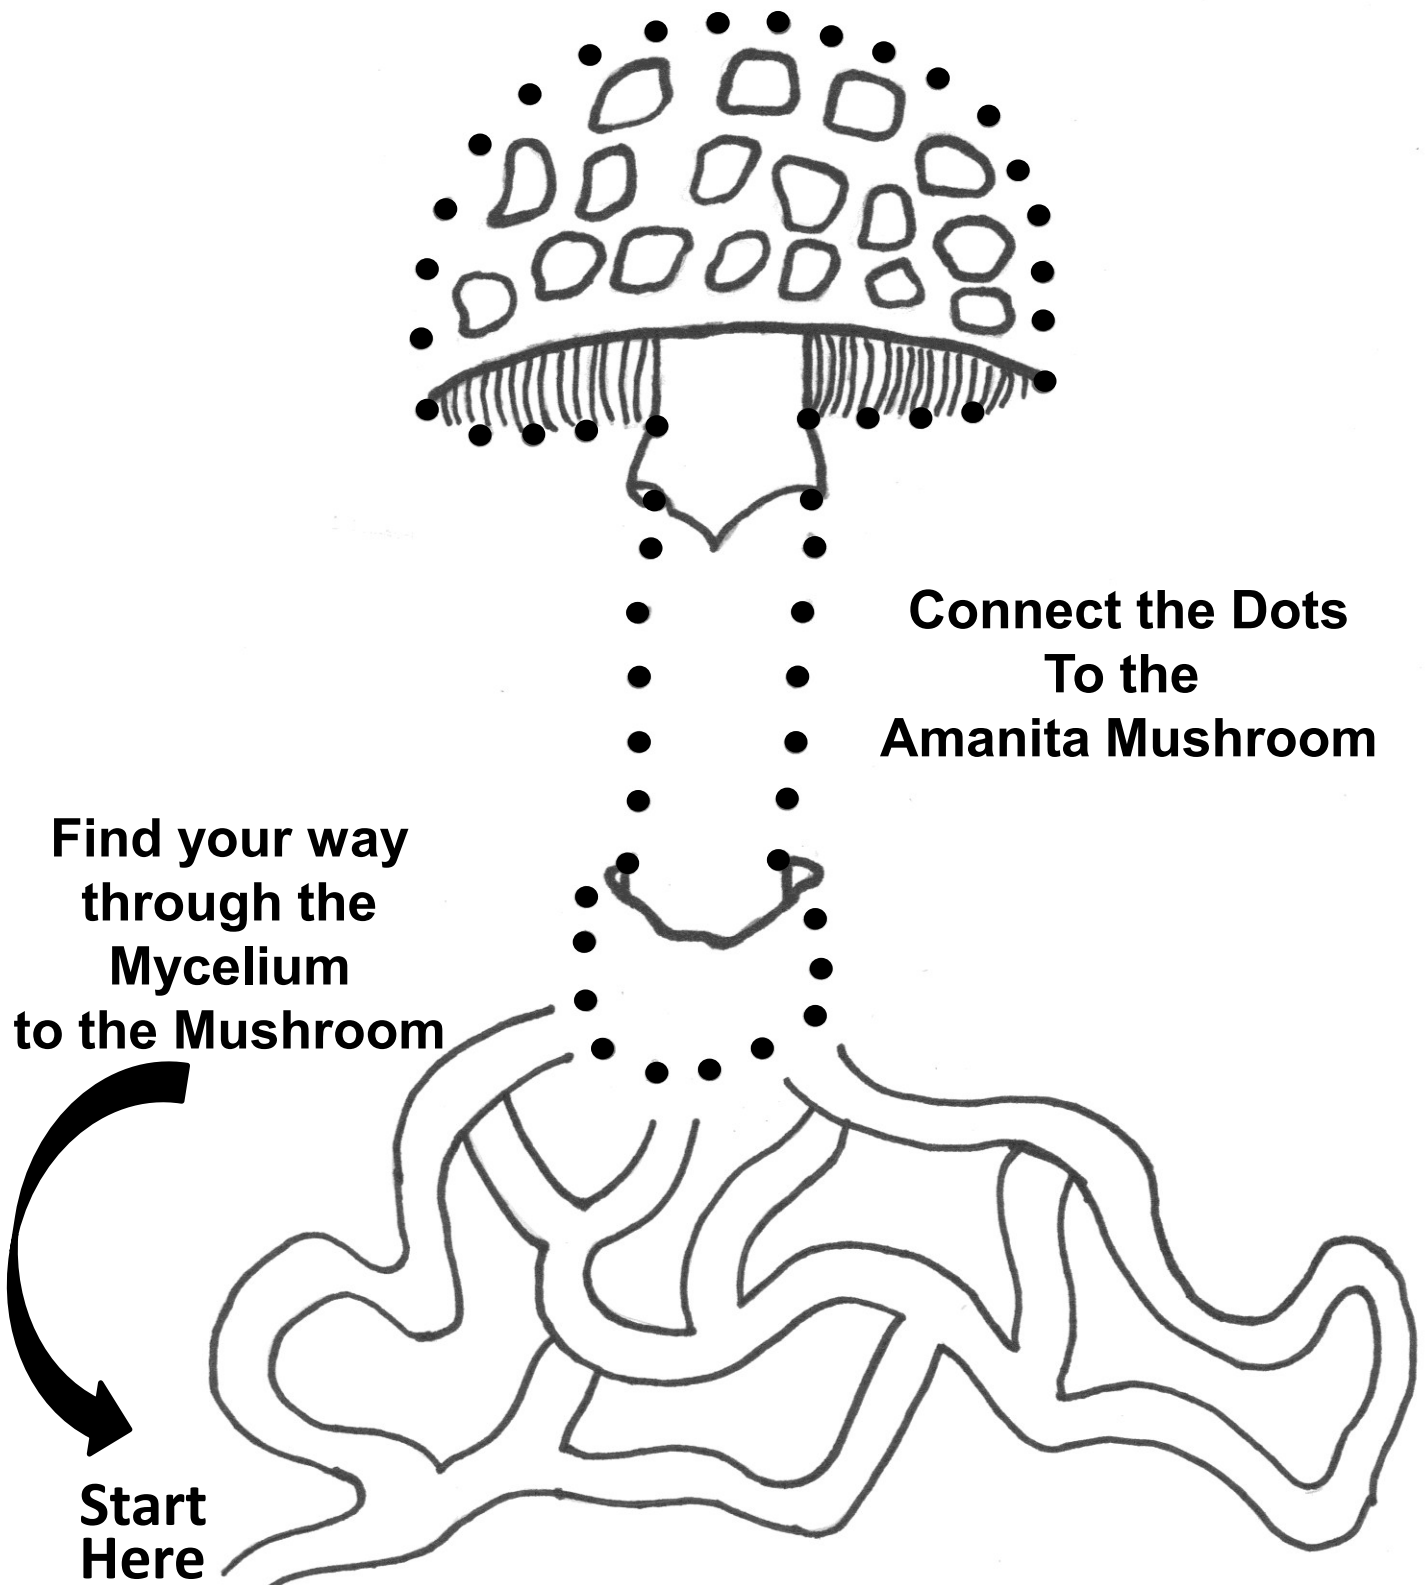 Connect the Dots
To the
Amanita Mushroom
Find your way
through the
Mycelium
to the Mushroom
Start
Here